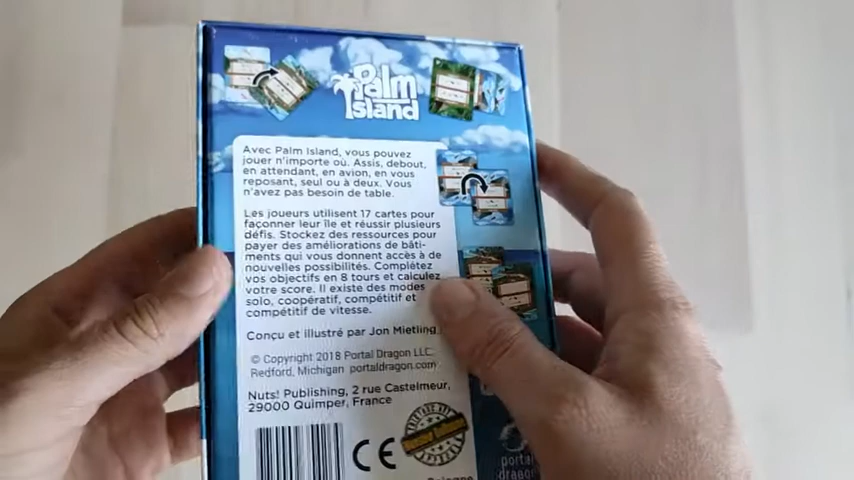 Palm
Island
Avec Palm Island, vous pouvez
jouer n'importe où. Assis, debout,
en attendant, en avion, en vous
reposant, seul ou à deux. Vous
n'avez pas besoin de table.
Les joueurs utilisent 17 cartes pour
façonner leur île et réussir plusieurs
défis. Stockez des ressources pour
payer des améliorations de bâti-
ments qui vous donnent accès à de
nouvelles possibilités. Complétez
vos objectifs en 8 tours et calculez
votre score. Il existe des modes
solo, coopératif, compétitif et
compétitif de vitesse.
Conçu et illustré par Jon Mietling
© Copyright 2018 Portal Dragon LLC.
Redford, Michigan portaldragon.com
Nuts! Publishing, 2 rue Castelmeur
29000 Quimper, France
CE